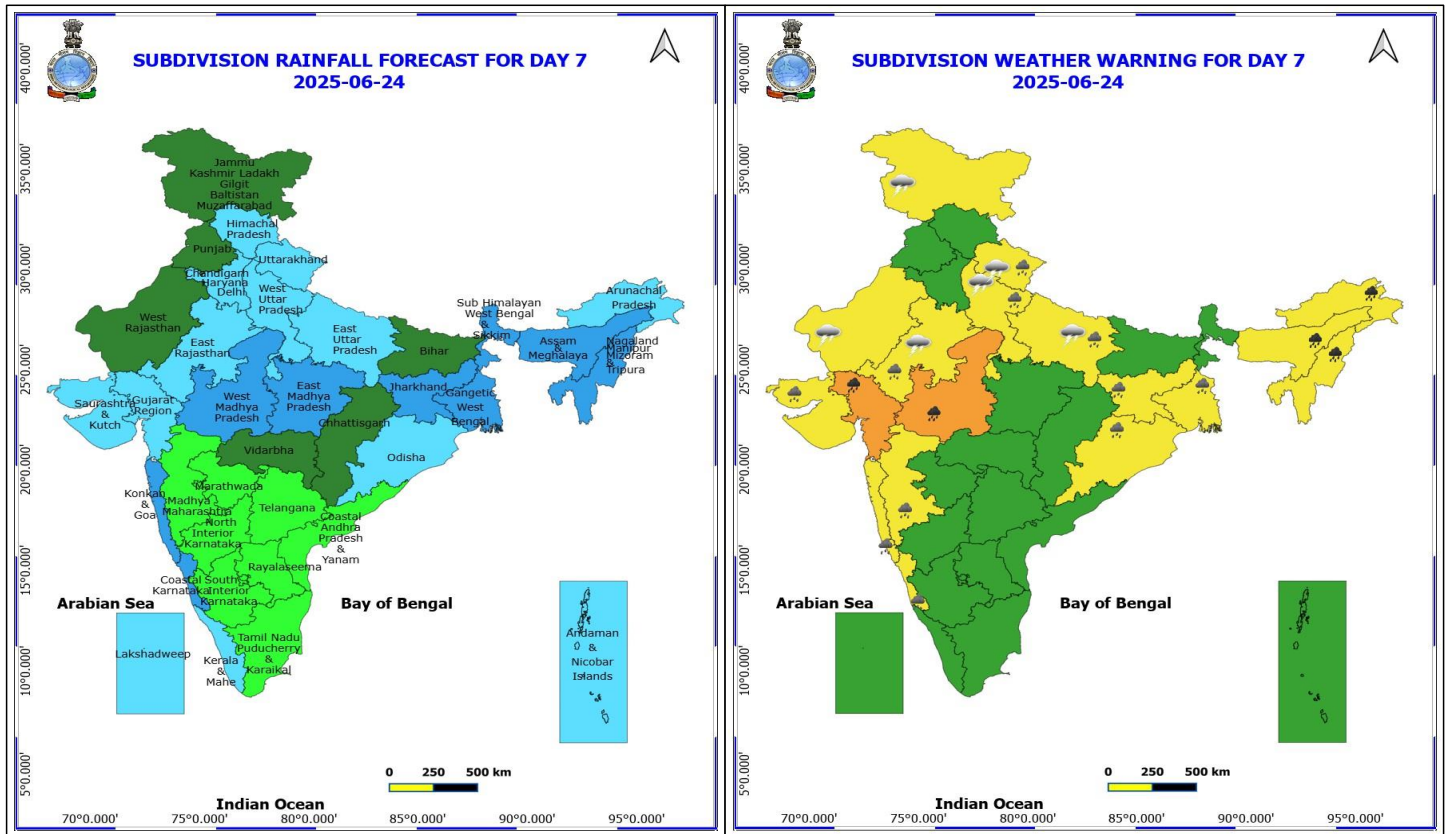 SUBDIVISION RAINFALL FORECAST FOR DAY 7
2025-06-24
40°0.000'
35°0.000'
30°0.000'
25°0.000'
20°0.000'
15°0.000'
10°0.000'
5°0.000'
Jammu
Kashmir Ladakh
Gilgit
Baltistan
Muzaffarabad
Himachal
Pradesh
Punjab
Uttarakhand
Chandigarh
Haryana
Delhi
West
Uttar
Pradesh
West
Rajasthan
East
Rajasthan
East
Uttar
Pradesh
Sub Himalayan
West Bengal
&
Sikkim
Arunachal
Pradesh
Assam
&
Meghalaya
Nagaland
Manipur
Mizoram
&
Tripura
Bihar
Jharkhand
Gangetic
West
Bengal
Saurashtra
&
Kutch
Gujarat
Region
West
Madhya
Pradesh
East
Madhya
Pradesh
Chhattisgarh
Vidarbha
Odisha
Konkan
&
Goa
Madhya
Maharashtra
Marathwada
Telangana
North
Interior
Karnataka
Coastal
Andhra
Pradesh
&
Yanam
Rayalaseema
Coastal
Karnataka
South
Interior
Karnataka
Arabian Sea
Bay of Bengal
Lakshadweep
Kerala
&
Mahe
Tamil Nadu
Puducherry
&
Karaikal
Andaman
&
Nicobar
Islands
0 250 500 km
Indian Ocean
70°0.000' 75°0.000' 80°0.000' 85°0.000' 90°0.000' 95°0.000'
SUBDIVISION WEATHER WARNING FOR DAY 7
2025-06-24
40°0.000'
35°0.000'
30°0.000'
25°0.000'
20°0.000'
15°0.000'
10°0.000'
5°0.000'
Arabian Sea
Bay of Bengal
0 250 500 km
Indian Ocean
70°0.000' 75°0.000' 80°0.000' 85°0.000' 90°0.000' 95°0.000'